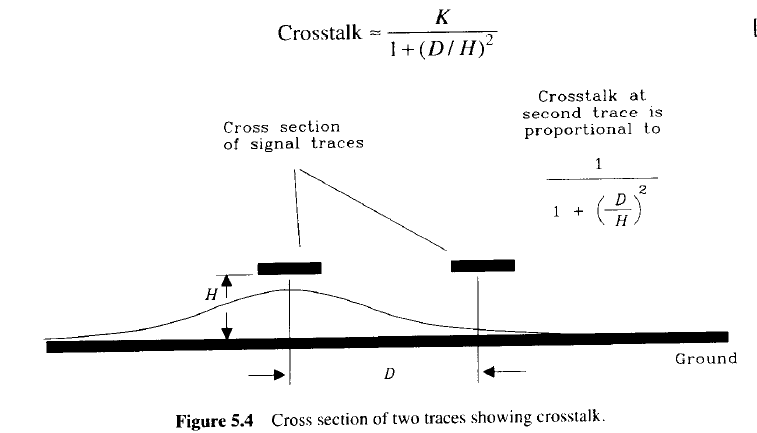 Crosstalk ≈ K / 1+(D/H)²
Cross section
of signal traces
Crosstalk at
second trace is
proportional to
1
1 + (D/H)²
H
D
Ground
Figure 5.4 Cross section of two traces showing crosstalk.